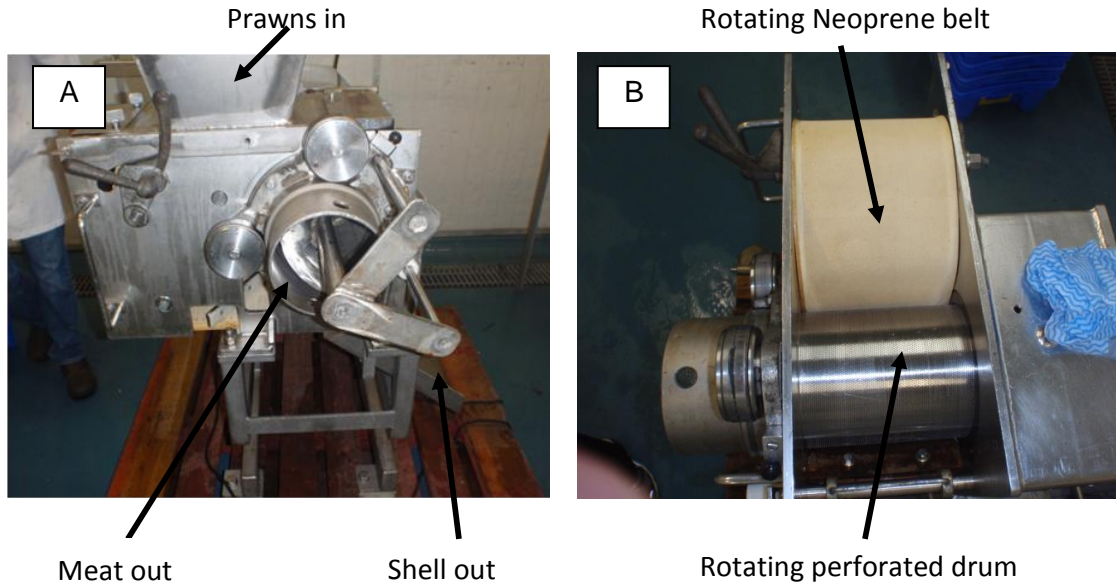 Prawns in
Rotating Neoprene belt
A
B
Meat out
Shell out
Rotating perforated drum